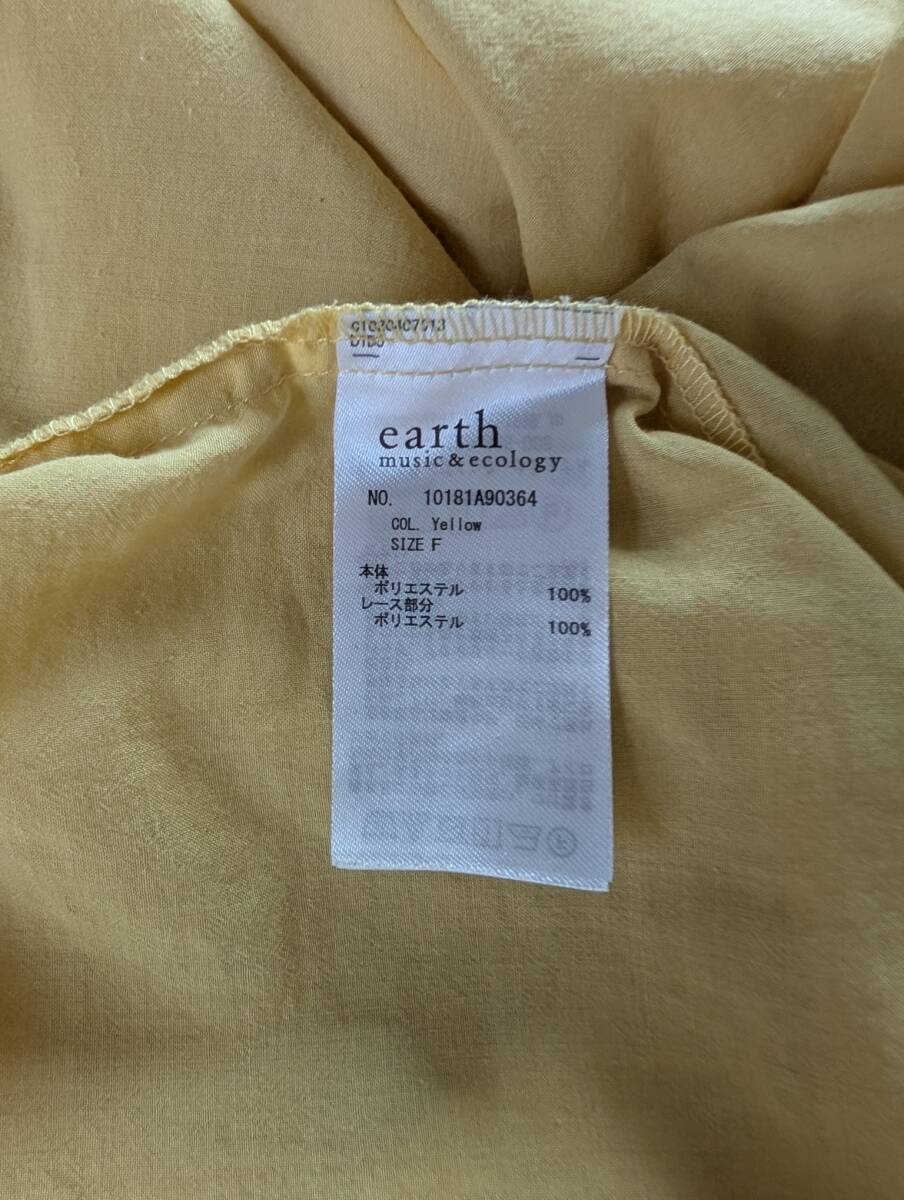 earth
music&ecology
NO. 10181A90364
COL. Yellow
SIZE F
本体
ポリエステル 100%
レース部分
ポリエステル 100%